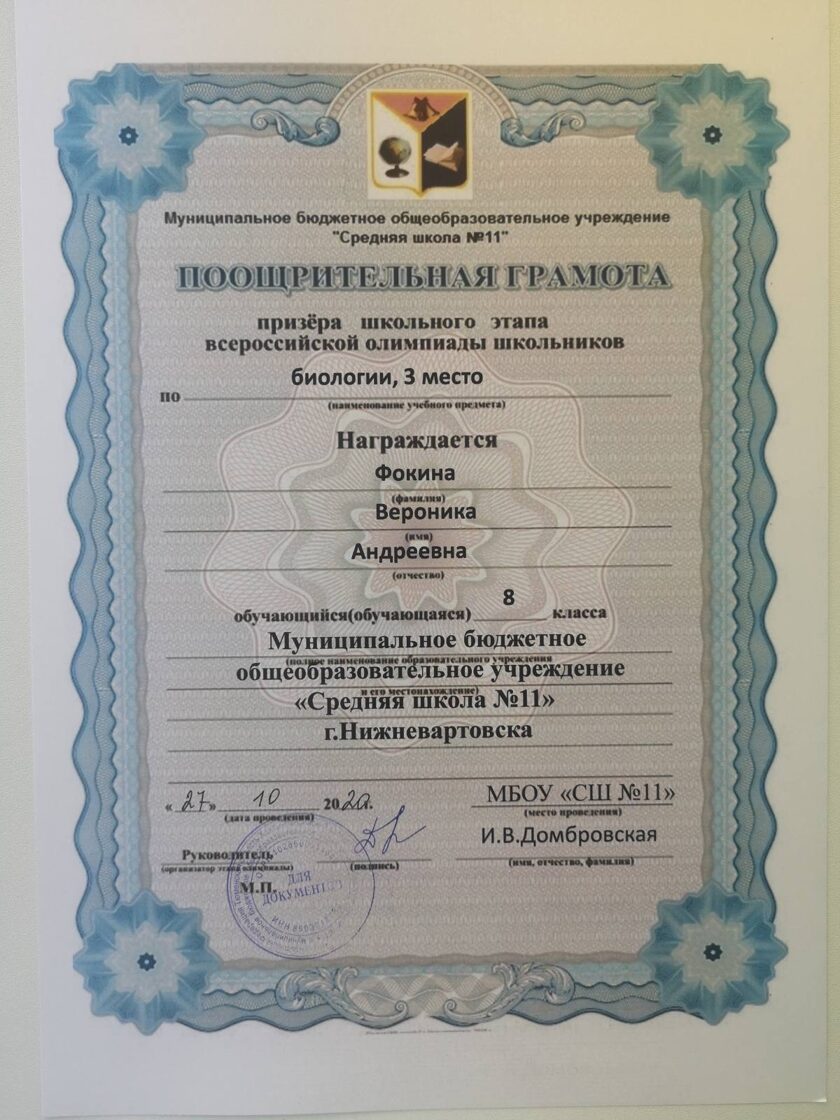 Муниципальное бюджетное общеобразовательное учреждение
"Средняя школа №11"
ПООЩРИТЕЛЬНАЯ ГРАМОТА
призёра школьного этапа
всероссийской олимпиады школьников
биологии, 3 место
по
(наименование учебного предмета)
Награждается
Фокина
(фамилия)
Вероника
(имя)
Андреевна
(отчество)
обучающийся(обучающаяся) 8 класса
Муниципальное бюджетное
(полное наименование образовательного учреждения
общеобразовательное учреждение
и его местонахождение)
«Средняя школа №11»
г.Нижневартовска
« 27» 10 2020г. МБОУ «СШ №11»
(дата проведения) (место проведения)
И.В.Домбровская
Руководитель
(организатор этапа олимпиады) (подпись) (имя, отчество, фамилия)
М.П.
ДЛЯ
ДОКУМЕНТОВ